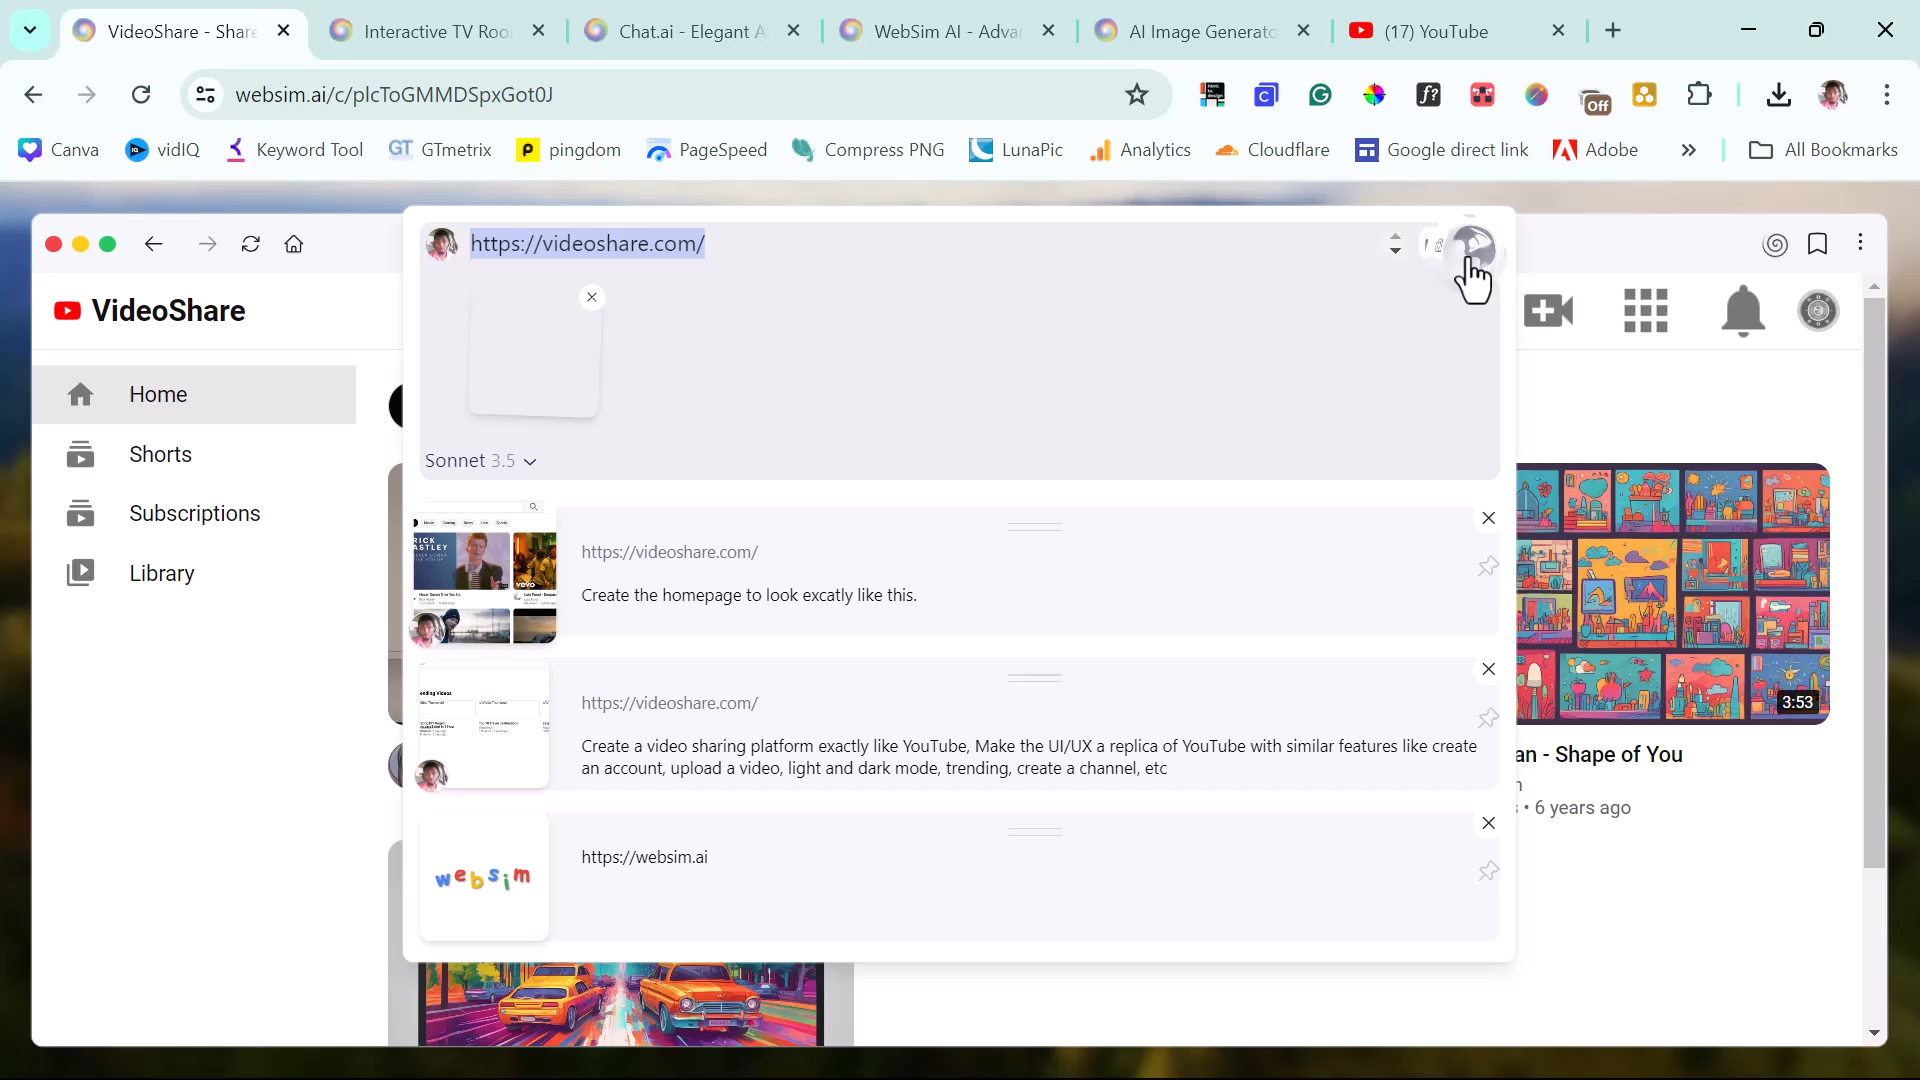 VideoShare - Share
Interactive TV Roo
Chat.ai - Elegant A
WebSim AI - Adva
AI Image Generato
(17) YouTube
websim.ai/c/plcToGMMDSpxGot0J
Off
Canva
vidIQ
Keyword Tool
GT GTmetrix
pingdom
PageSpeed
Compress PNG
LunaPic
Analytics
Cloudflare
Google direct link
Adobe
All Bookmarks
https://videoshare.com/
VideoShare
Home
Shorts
Subscriptions
Library
Sonnet 3.5
https://videoshare.com/
Create the homepage to look excatly like this.
https://videoshare.com/
Create a video sharing platform exactly like YouTube, Make the UI/UX a replica of YouTube with similar features like create
an account, upload a video, light and dark mode, trending, create a channel, etc
websim
https://websim.ai
3:53
an - Shape of You
• 6 years ago